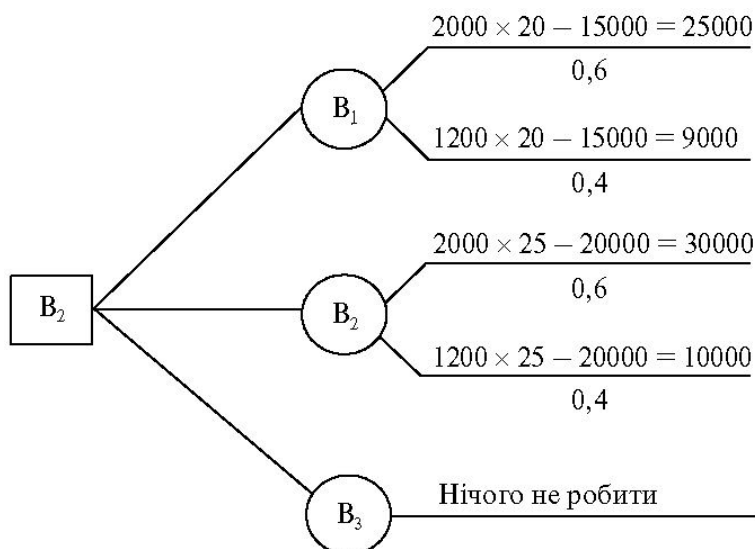 2000 × 20 – 15000 = 25000
0,6
B₁
1200 × 20 – 15000 = 9000
0,4
2000 × 25 – 20000 = 30000
B₂
0,6
B₂
1200 × 25 – 20000 = 10000
0,4
Нічого не робити
B₃